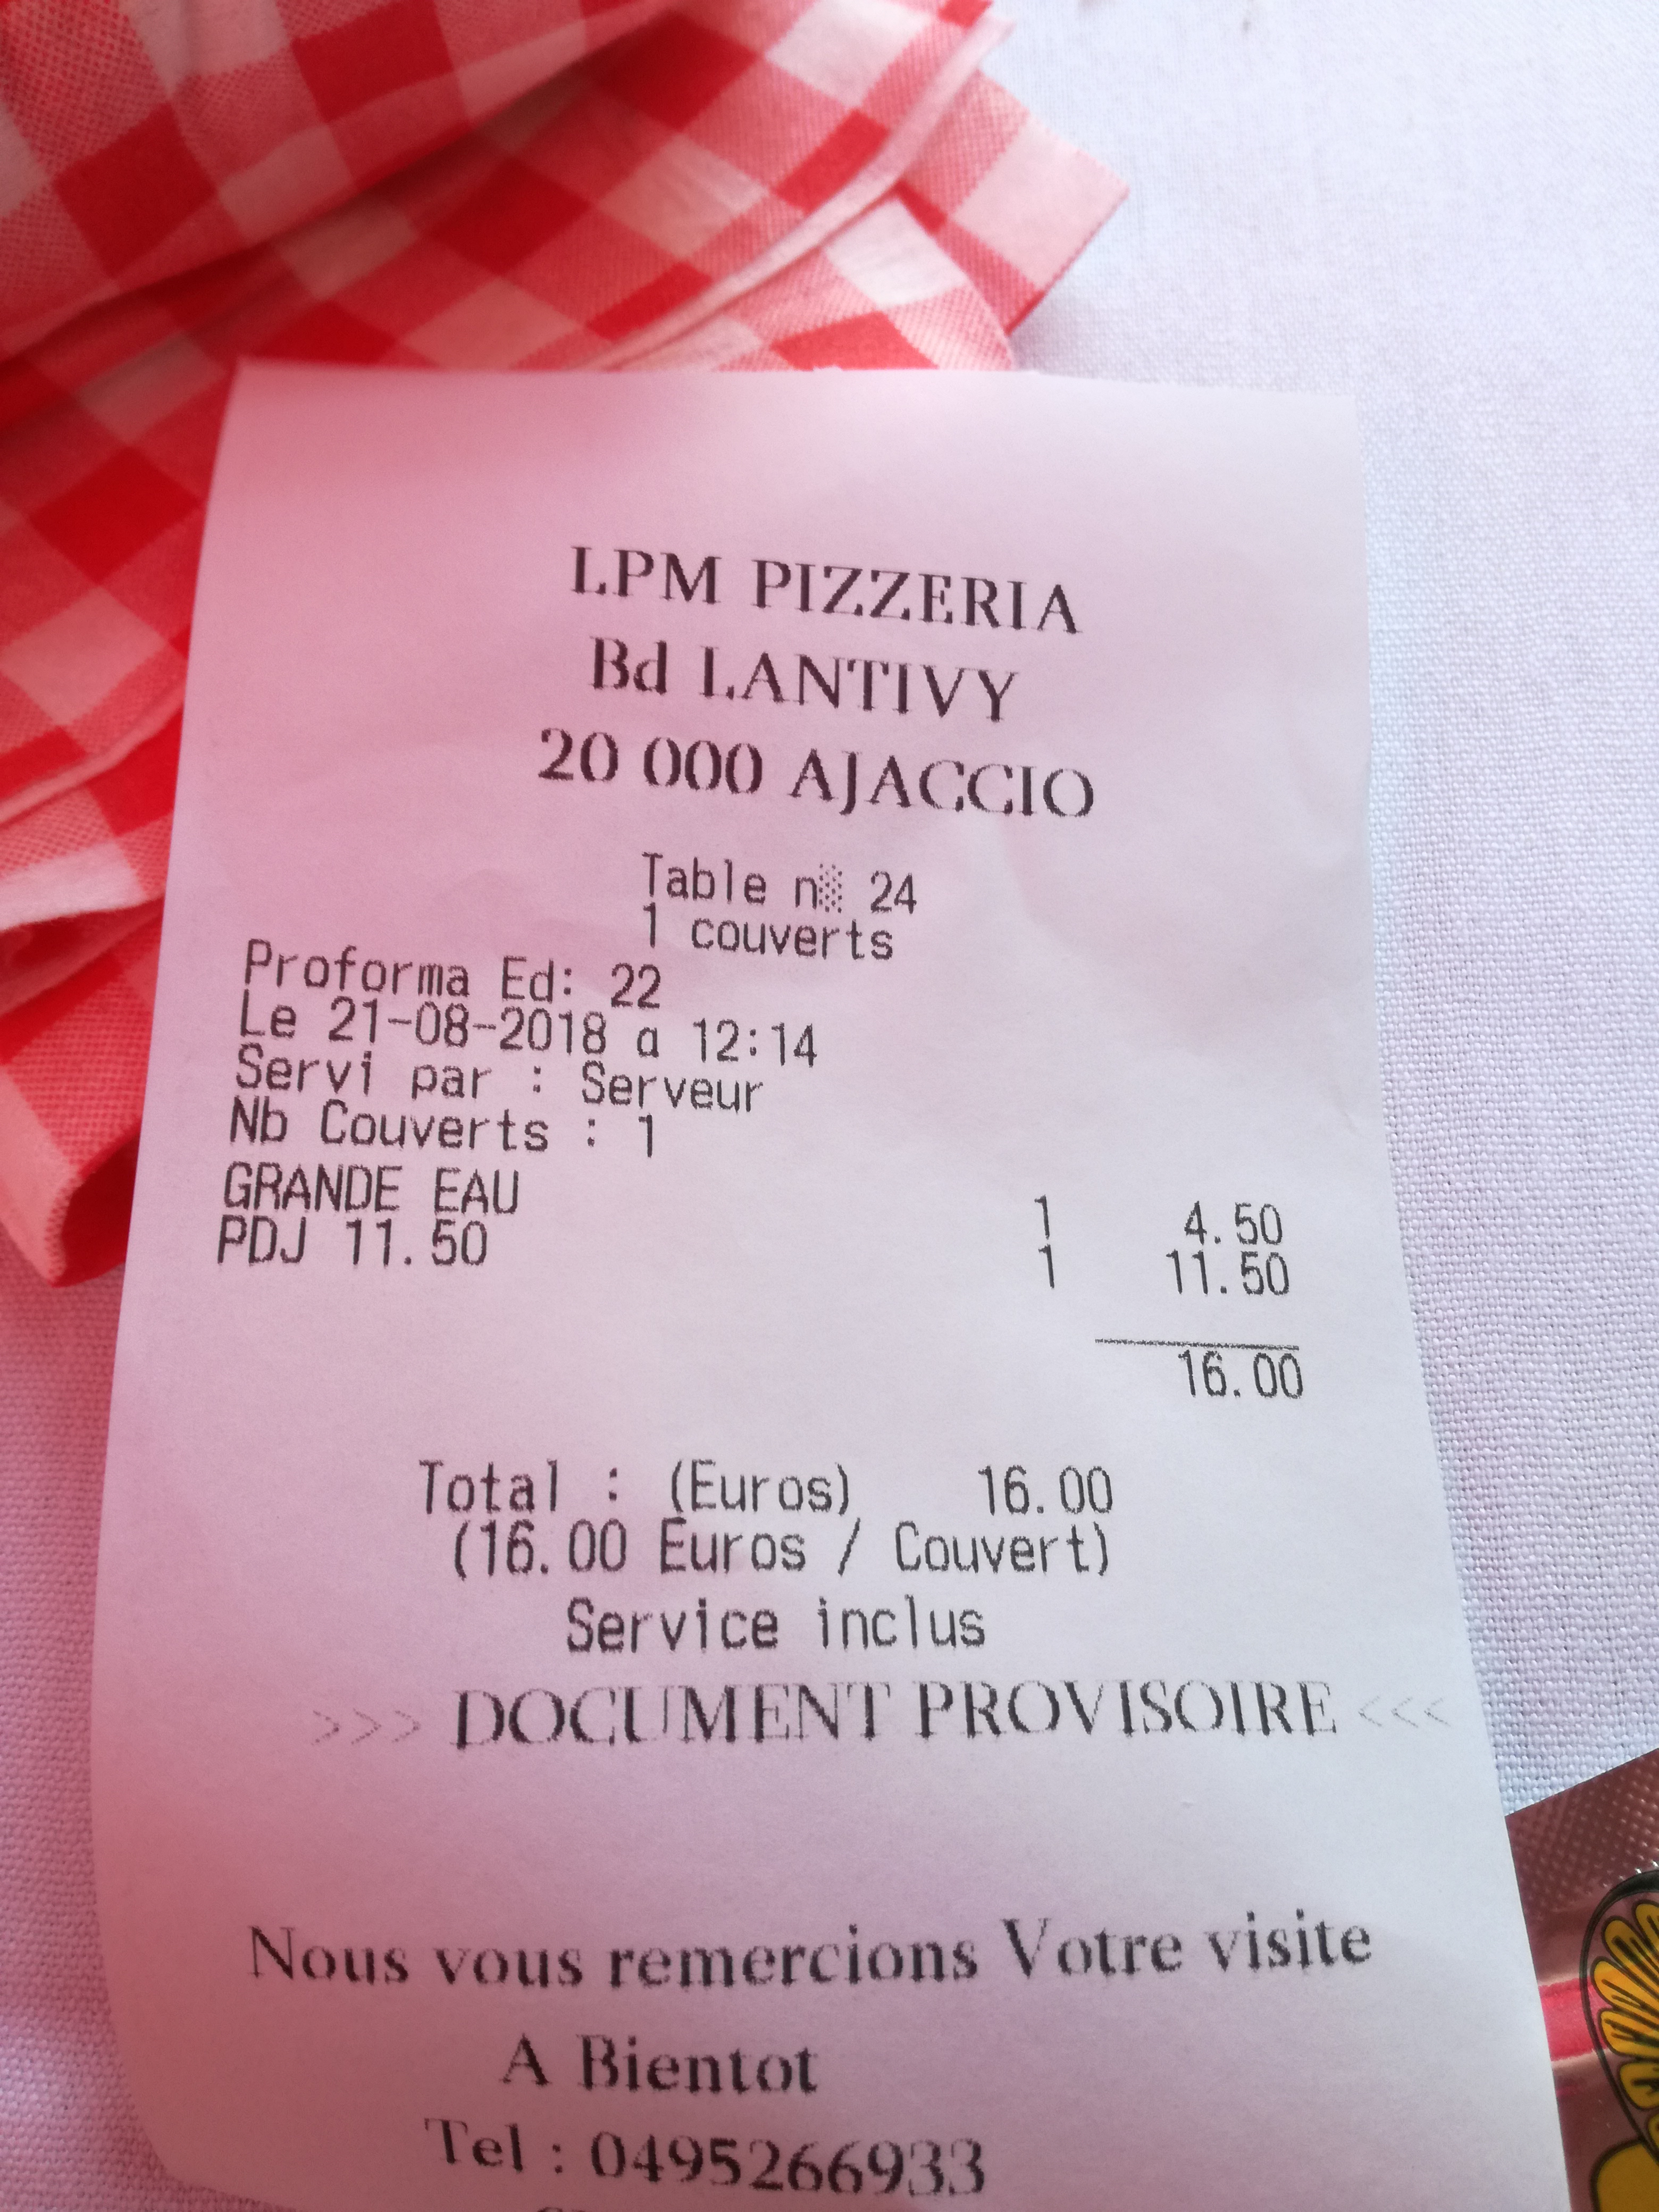 LPM PIZZERIA
Bd LANTIVY
20 000 AJACCIO
Table n░ 24
1 couverts
Proforma Ed: 22
Le 21-08-2018 a 12:14
Servi par : Serveur
Nb Couverts : 1
GRANDE EAU 1 4.50
PDJ 11.50 1 11.50
16.00
Total : (Euros) 16.00
(16.00 Euros / Couvert)
Service inclus
>>> DOCUMENT PROVISOIRE <<<
Nous vous remercions Votre visite
A Bientot
Tel : 0495266933